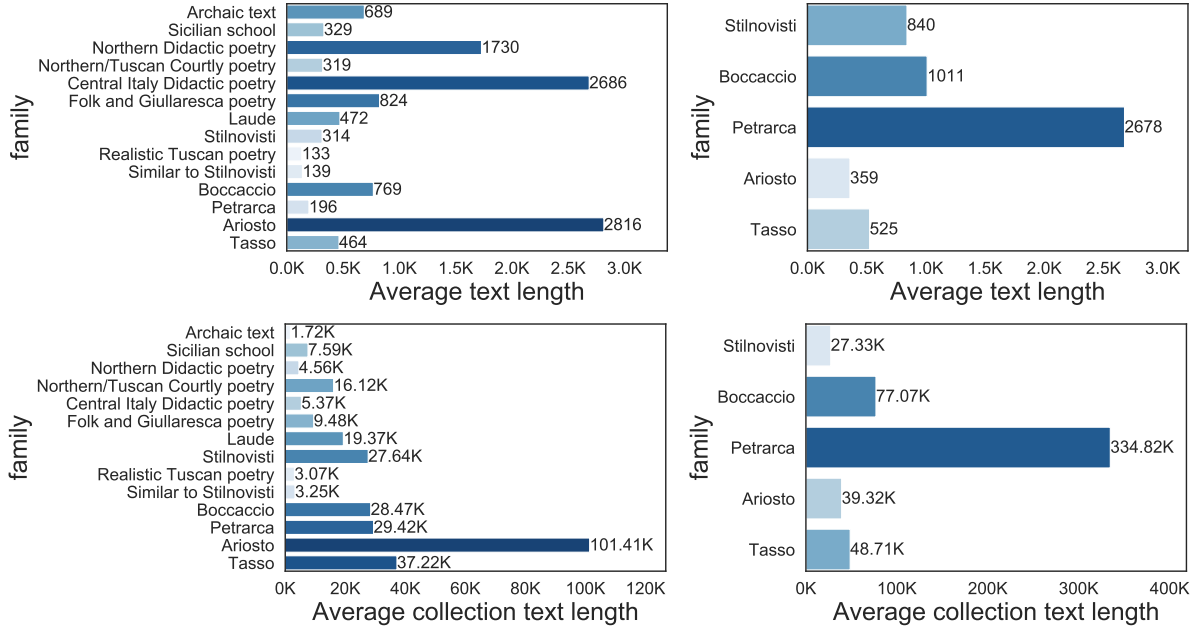 Archaic text 689
Sicilian school 329
Northern Didactic poetry 1730
Northern/Tuscan Courtly poetry 319
Central Italy Didactic poetry 2686
Folk and Giullaresca poetry 824
Laude 472
Stilnovisti 314
Realistic Tuscan poetry 133
Similar to Stilnovisti 139
Boccaccio 769
Petrarca 196
Ariosto 2816
Tasso 464
family
0.0K 0.5K 1.0K 1.5K 2.0K 2.5K 3.0K
Average text length
Stilnovisti 840
Boccaccio 1011
Petrarca 2678
Ariosto 359
Tasso 525
family
0.0K 0.5K 1.0K 1.5K 2.0K 2.5K 3.0K
Average text length
Archaic text 1.72K
Sicilian school 7.59K
Northern Didactic poetry 4.56K
Northern/Tuscan Courtly poetry 16.12K
Central Italy Didactic poetry 5.37K
Folk and Giullaresca poetry 9.48K
Laude 19.37K
Stilnovisti 27.64K
Realistic Tuscan poetry 3.07K
Similar to Stilnovisti 3.25K
Boccaccio 28.47K
Petrarca 29.42K
Ariosto 101.41K
Tasso 37.22K
family
0K 20K 40K 60K 80K 100K 120K
Average collection text length
Stilnovisti 27.33K
Boccaccio 77.07K
Petrarca 334.82K
Ariosto 39.32K
Tasso 48.71K
family
0K 100K 200K 300K 400K
Average collection text length